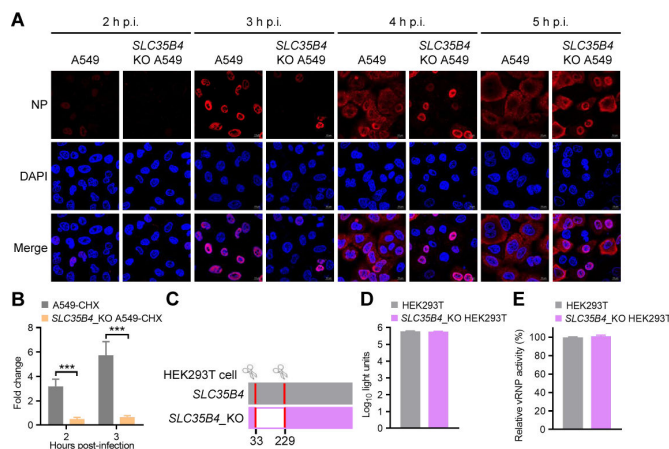 A
2 h p.i.
3 h p.i.
4 h p.i.
5 h p.i.
A549
SLC35B4
KO A549
A549
SLC35B4
KO A549
A549
SLC35B4
KO A549
A549
SLC35B4
KO A549
NP
DAPI
Merge
B
A549-CHX
SLC35B4_KO A549-CHX
Fold change
8
6
4
2
0
***
***
2
3
Hours post-infection
C
HEK293T cell
SLC35B4
SLC35B4_KO
33
229
D
HEK293T
SLC35B4_KO HEK293T
Log10 light units
7
6
5
4
3
2
1
0
E
HEK293T
SLC35B4_KO HEK293T
Relative vRNP activity (%)
120
100
80
60
40
20
0